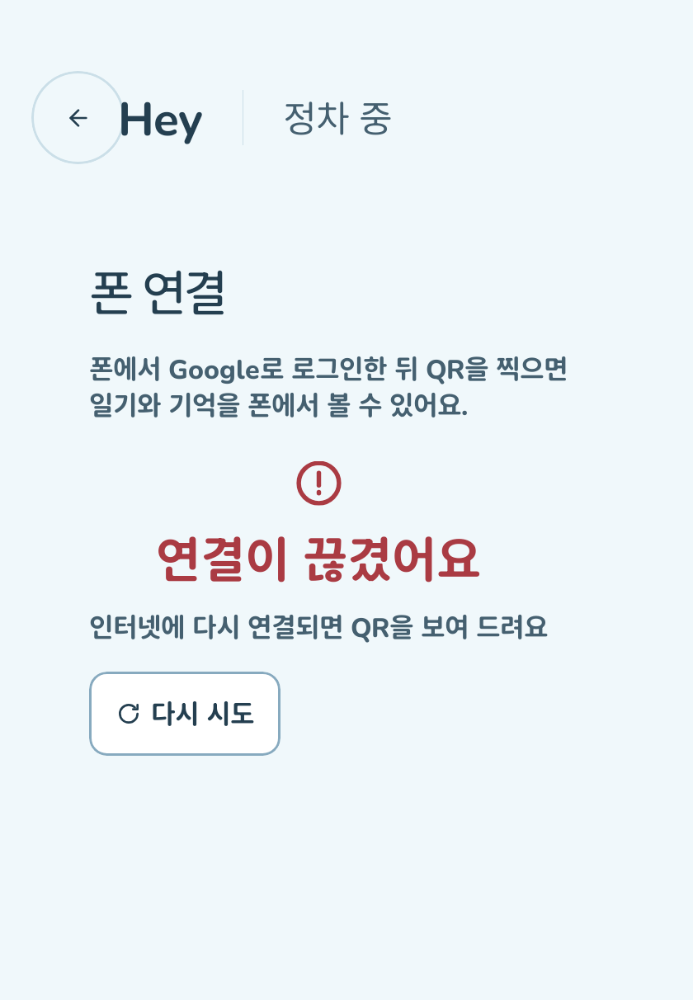 Hey
정차 중
폰 연결
폰에서 Google로 로그인한 뒤 QR을 찍으면
일기와 기억을 폰에서 볼 수 있어요.
연결이 끊겼어요
인터넷에 다시 연결되면 QR을 보여 드려요
다시 시도